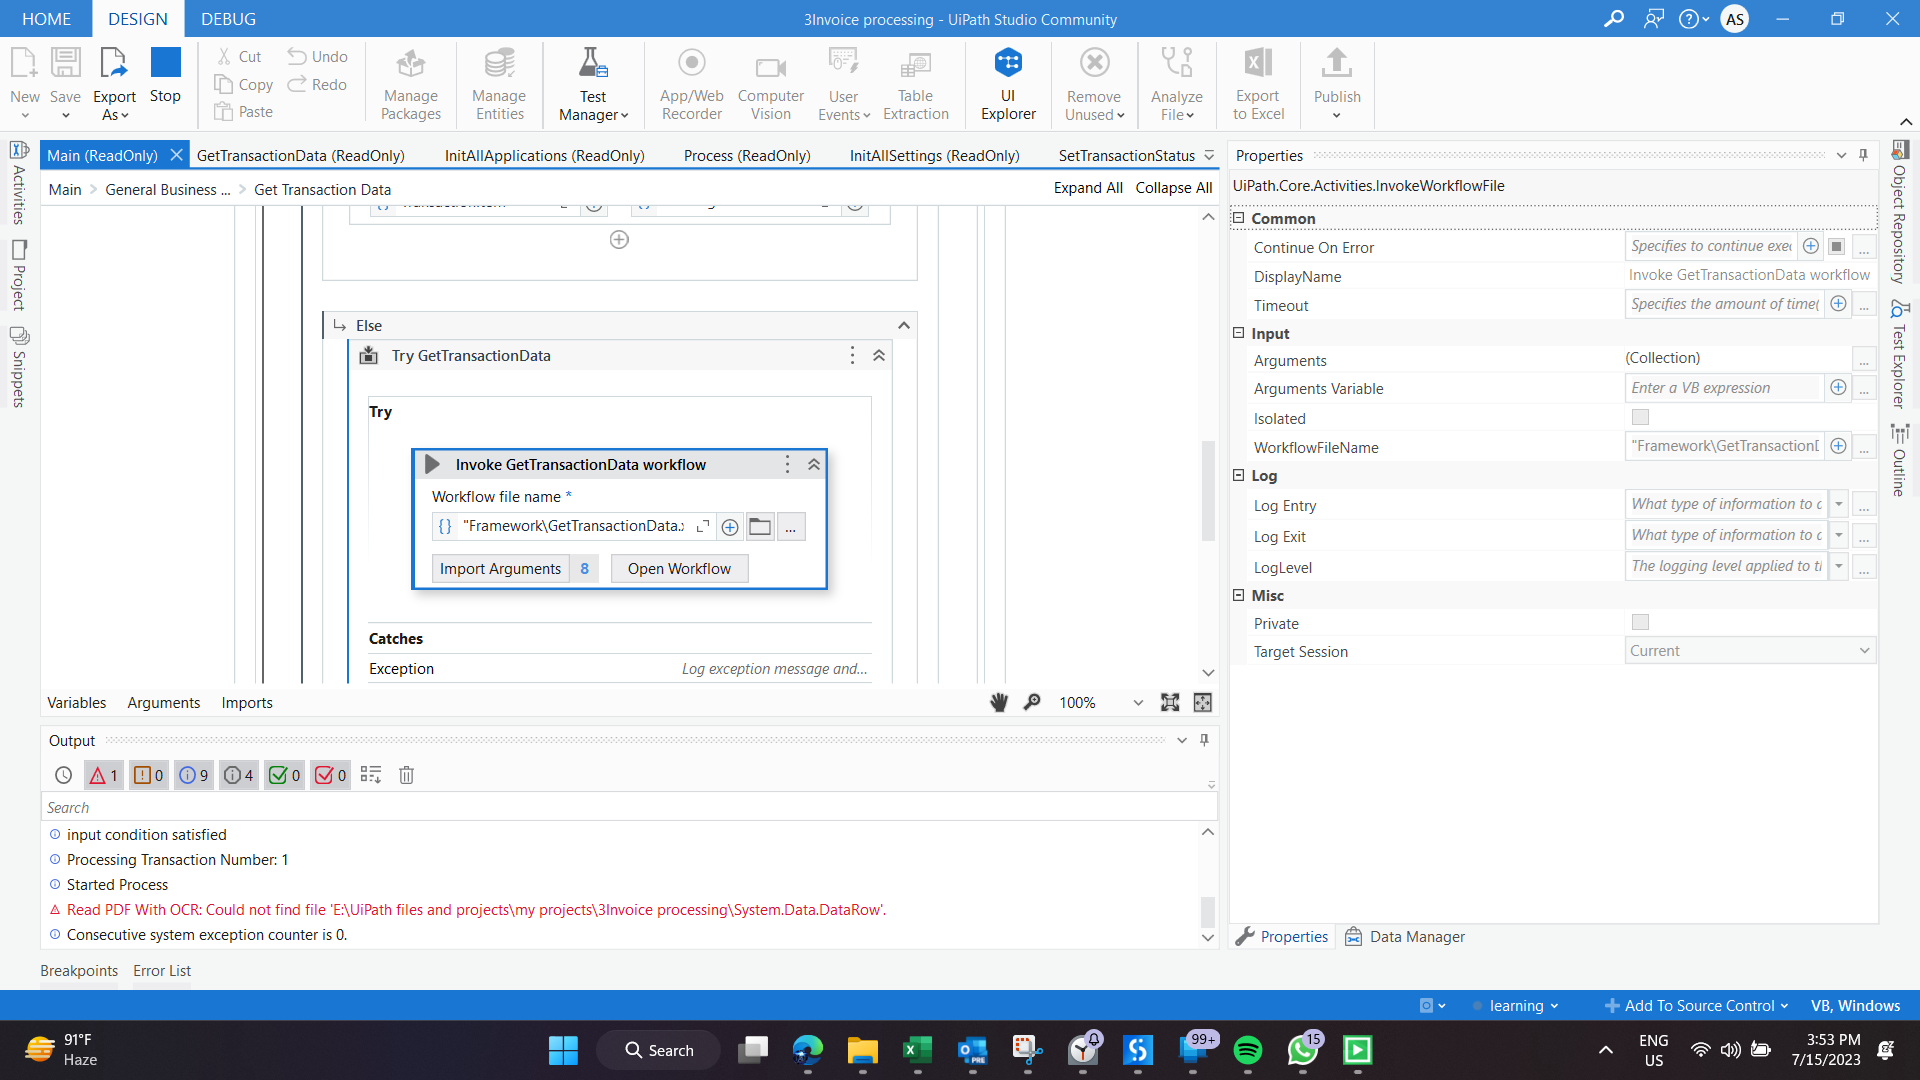 HOME DESIGN DEBUG
3Invoice processing - UiPath Studio Community
AS
New Save Export As Stop
Cut Copy Paste Undo Redo
Manage Packages
Manage Entities
Test Manager
App/Web Recorder
Computer Vision
User Events
Table Extraction
UI Explorer
Remove Unused
Analyze File
Export to Excel
Publish
Main (ReadOnly) GetTransactionData (ReadOnly) InitAllApplications (ReadOnly) Process (ReadOnly) InitAllSettings (ReadOnly) SetTransactionStatus
Main > General Business ... > Get Transaction Data
Expand All Collapse All
Activities
Project
Snippets
Else
Try GetTransactionData
Try
Invoke GetTransactionData workflow
Workflow file name *
"Framework\GetTransactionData.x
...
Import Arguments 8 Open Workflow
Catches
Exception Log exception message and...
Variables Arguments Imports
100%
Output
1 0 9 4 0 0
Search
input condition satisfied
Processing Transaction Number: 1
Started Process
Read PDF With OCR: Could not find file 'E:\UiPath files and projects\my projects\3Invoice processing\System.Data.DataRow'.
Consecutive system exception counter is 0.
Breakpoints Error List
Properties
UiPath.Core.Activities.InvokeWorkflowFile
Common
Continue On Error Specifies to continue exec ...
DisplayName Invoke GetTransactionData workflow
Timeout Specifies the amount of time( ...
Input
Arguments (Collection) ...
Arguments Variable Enter a VB expression ...
Isolated
WorkflowFileName "Framework\GetTransactionD ...
Log
Log Entry What type of information to c ...
Log Exit What type of information to c ...
LogLevel The logging level applied to tl ...
Misc
Private
Target Session Current
Properties Data Manager
Object Repository
Test Explorer
Outline
learning Add To Source Control VB, Windows
91°F
Haze
Search
PRE
99+
15
ENG
US
3:53 PM
7/15/2023